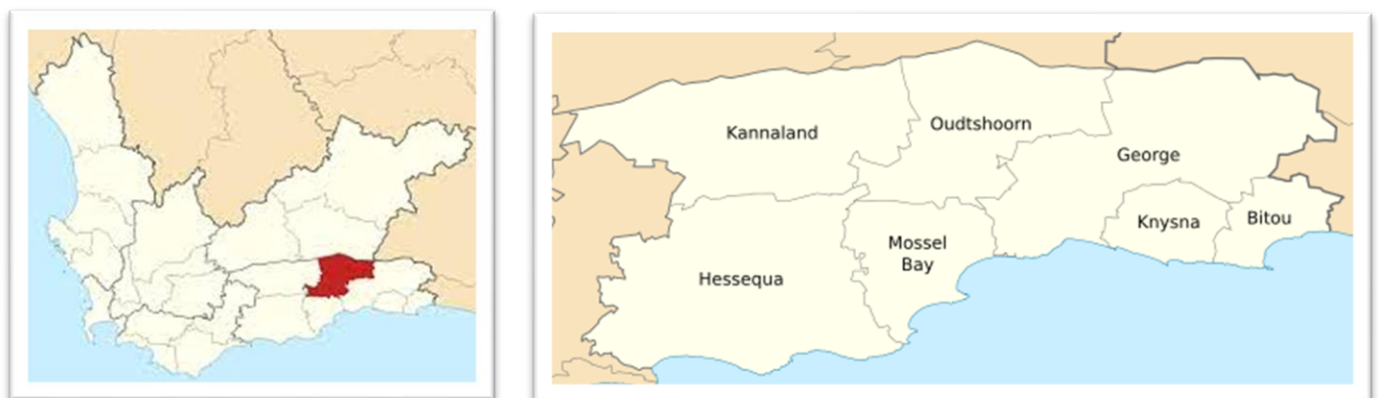 Oudtshoorn
Kannaland
George
Knysna
Bitou
Mossel
Bay
Hessequa